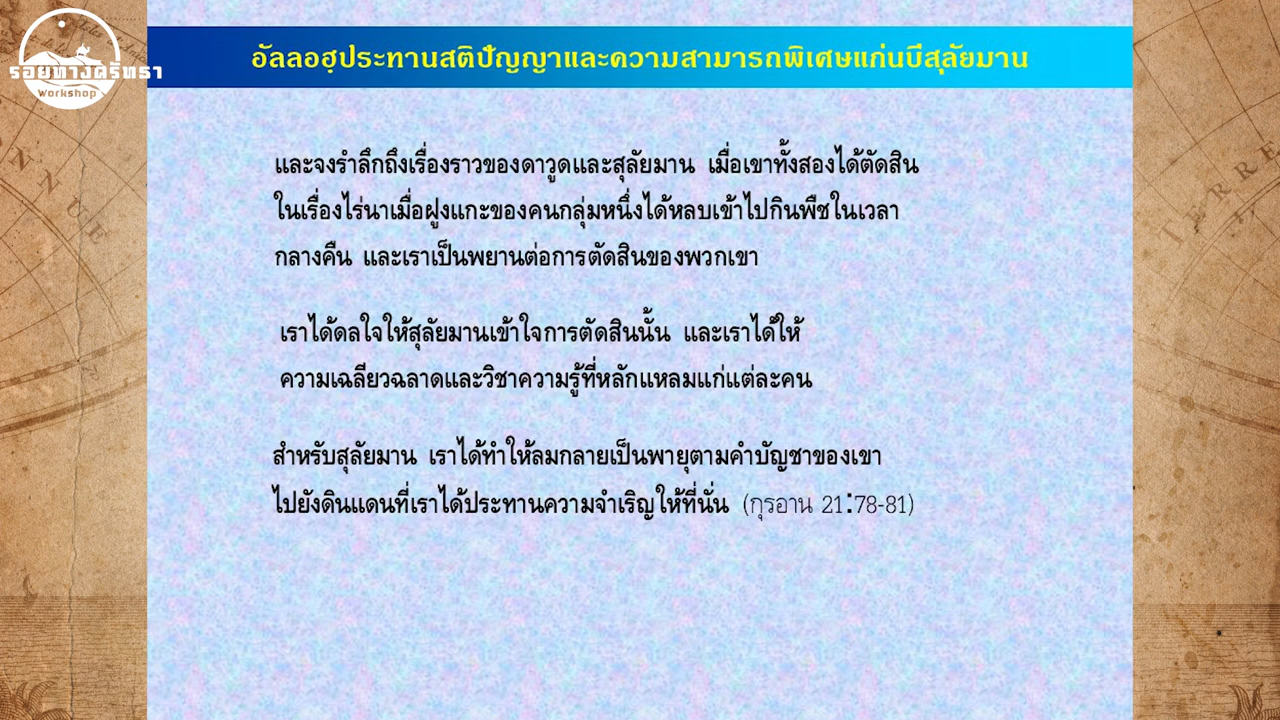 รอยทางศรัทธา
Workshop
อัลลอฮฺประทานสติปัญญาและความสามารถพิเศษแก่นบีสุลัยมาน
และจงรำลึกถึงเรื่องราวของดาวูดและสุลัยมาน เมื่อเขาทั้งสองได้ตัดสิน
ในเรื่องไร่นาเมื่อฝูงแกะของคนกลุ่มหนึ่งได้หลบเข้าไปกินพืชในเวลา
กลางคืน และเราเป็นพยานต่อการตัดสินของพวกเขา
เราได้ดลใจให้สุลัยมานเข้าใจการตัดสินนั้น และเราได้ให้
ความเฉลียวฉลาดและวิชาความรู้ที่หลักแหลมแก่แต่ละคน
สำหรับสุลัยมาน เราได้ทำให้ลมกลายเป็นพายุตามคำบัญชาของเขา
ไปยังดินแดนที่เราได้ประทานความจำเริญให้ที่นั่น (กุรอาน 21:78-81)